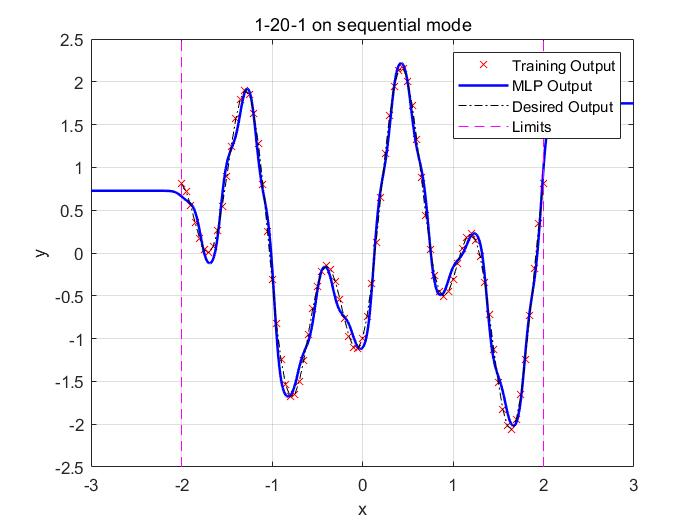 1-20-1 on sequential mode
2.5
2
1.5
1
0.5
0
-0.5
-1
-1.5
-2
-2.5
y
Training Output
MLP Output
Desired Output
Limits
-3 -2 -1 0 1 2 3
x